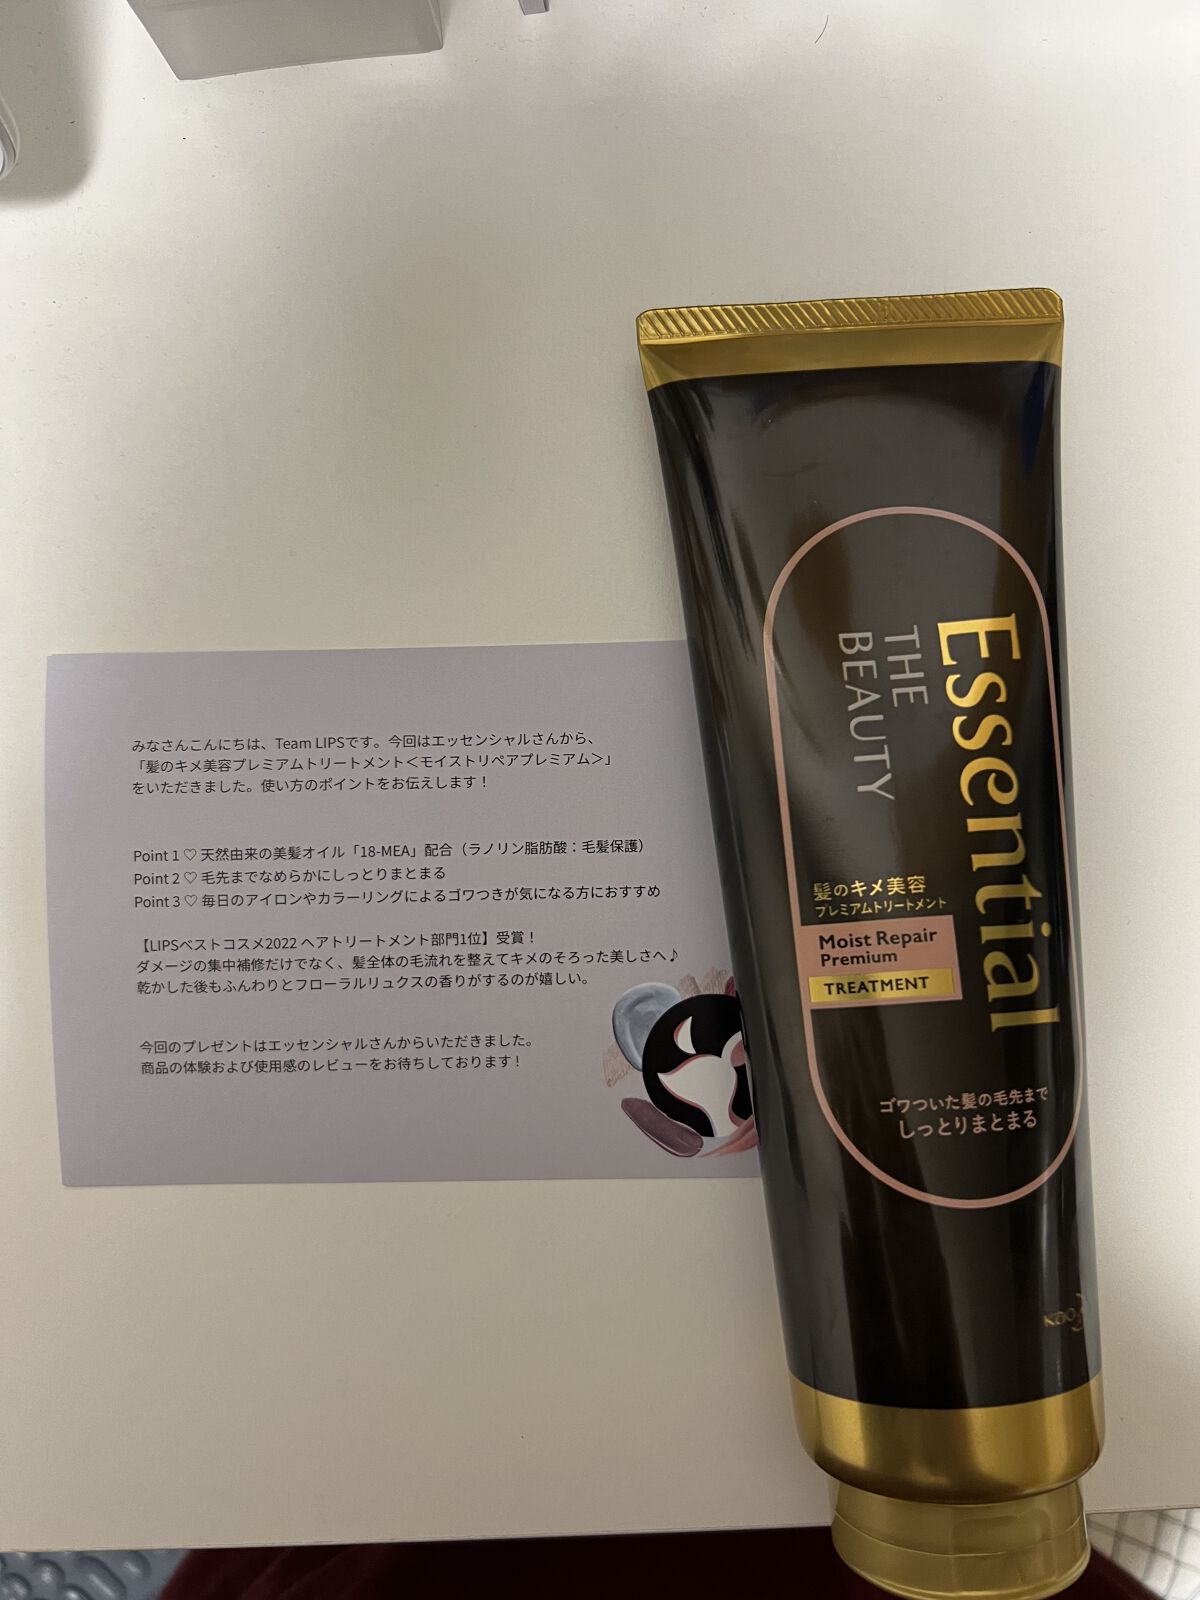 みなさんこんにちは、Team LIPSです。今回はエッセンシャルさんから、
「髪のキメ美容プレミアムトリートメント＜モイストリペアプレミアム＞」
をいただきました。使い方のポイントをお伝えします！
Point 1 ♡ 天然由来の美髪オイル「18-MEA」配合（ラノリン脂肪酸：毛髪保護）
Point 2 ♡ 毛先までなめらかにしっとりまとまる
Point 3 ♡ 毎日のアイロンやカラーリングによるゴワつきが気になる方におすすめ
【LIPSベストコスメ2022 ヘアトリートメント部門1位】受賞！
ダメージの集中補修だけでなく、髪全体の毛流れを整えてキメのそろった美しさへ♪
乾かした後もふんわりとフローラルリュクスの香りがするのが嬉しい。
今回のプレゼントはエッセンシャルさんからいただきました。
商品の体験および使用感のレビューをお待ちしております！
Essential
THE
BEAUTY
髪のキメ美容
プレミアムトリートメント
Moist Repair
Premium
TREATMENT
ゴワついた髪の毛先まで
しっとりまとまる
Kao